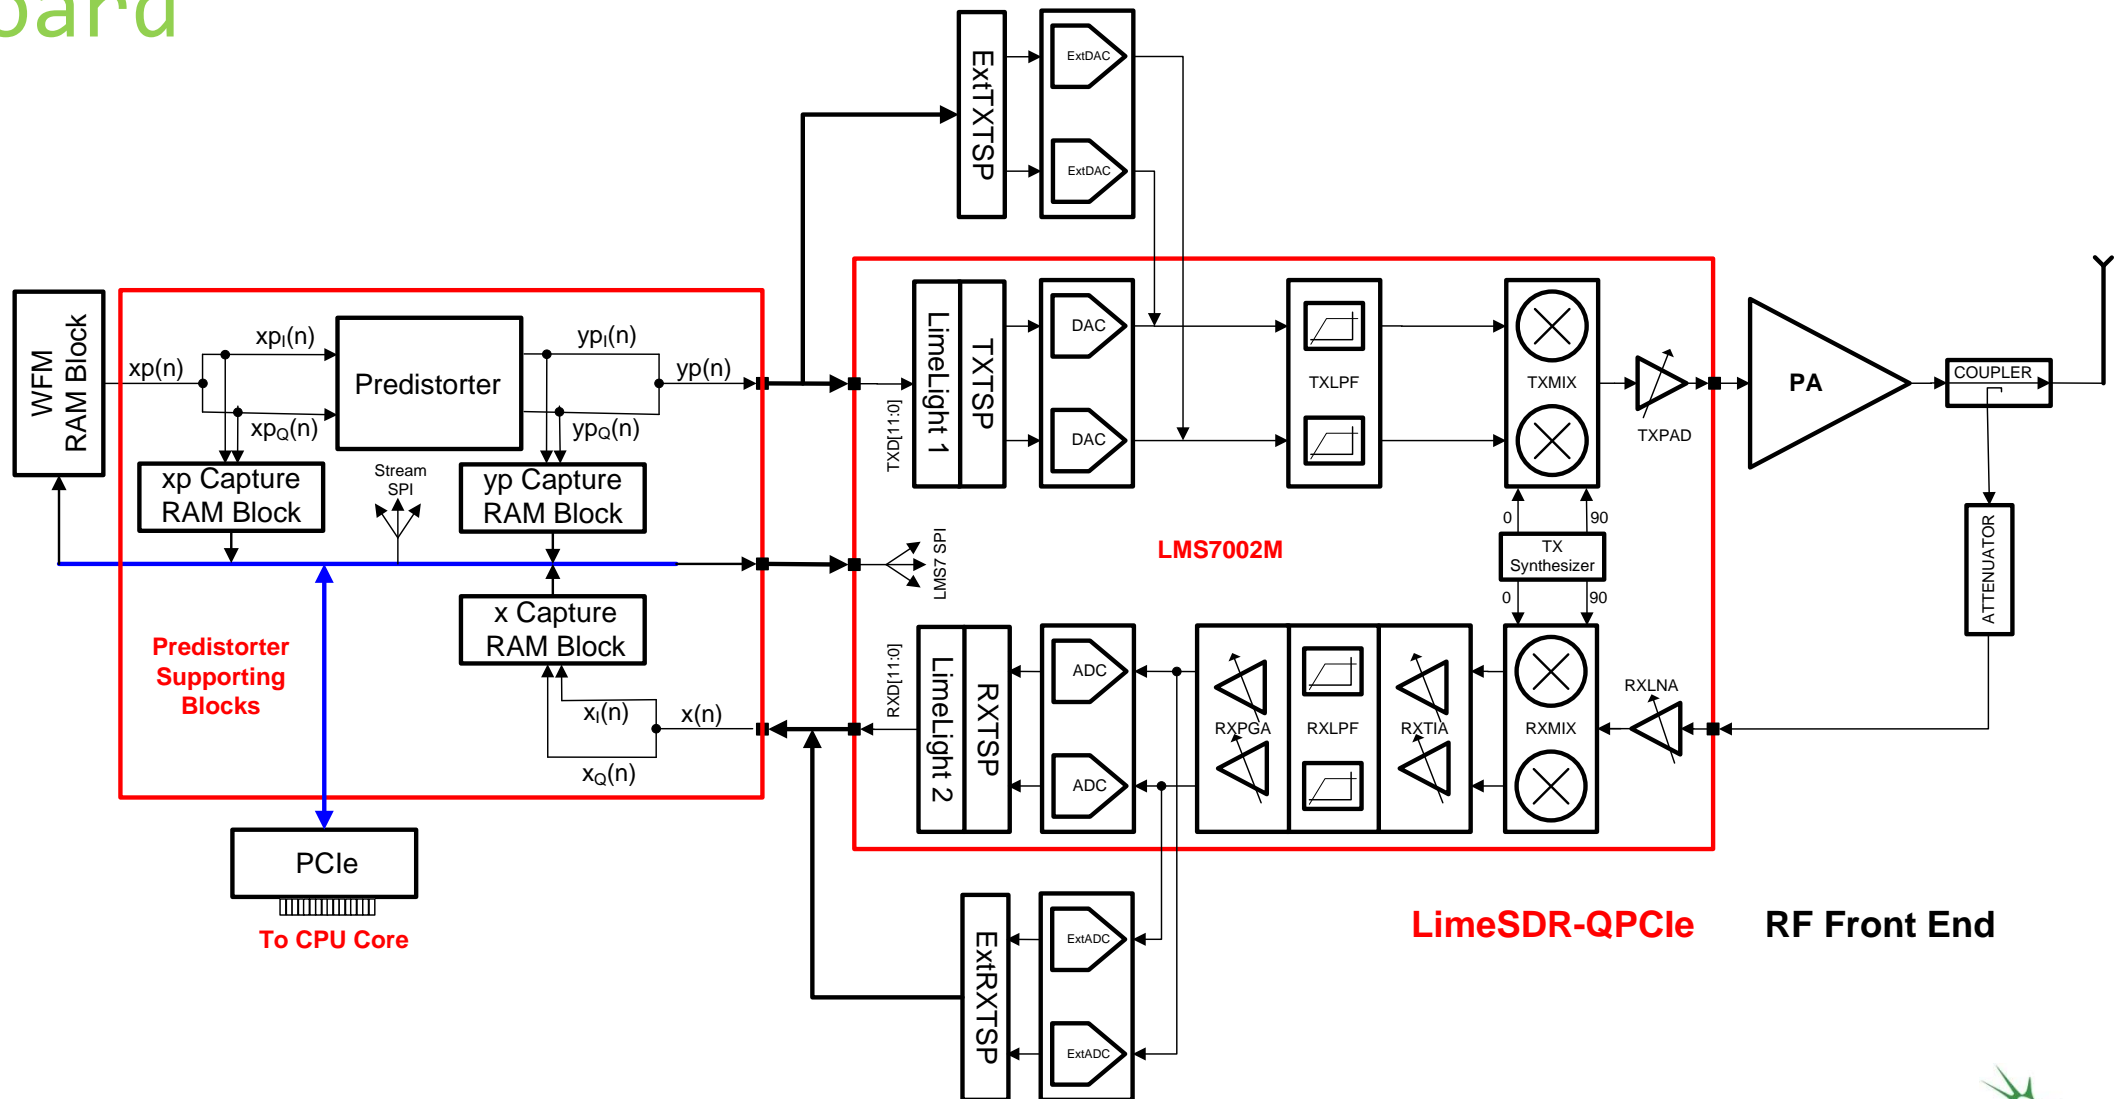 ExtTXTSP
ExtDAC
ExtDAC
WFM
RAM Block
xp(n)
xpI(n)
xpQ(n)
Predistorter
ypI(n)
ypQ(n)
yp(n)
xp Capture
RAM Block
Stream
SPI
yp Capture
RAM Block
x Capture
RAM Block
Predistorter
Supporting
Blocks
xI(n)
xQ(n)
x(n)
PCIe
To CPU Core
TXD[11:0]
LimeLight 1
TXTSP
DAC
DAC
TXLPF
TXMIX
TXPAD
PA
COUPLER
ATTENUATOR
LMS7 SPI
LMS7002M
0
90
TX
Synthesizer
0
90
RXD[11:0]
LimeLight 2
RXTSP
ADC
ADC
RXPGA
RXLPF
RXTIA
RXMIX
RXLNA
ExtRXTSP
ExtADC
ExtADC
LimeSDR-QPCIe
RF Front End